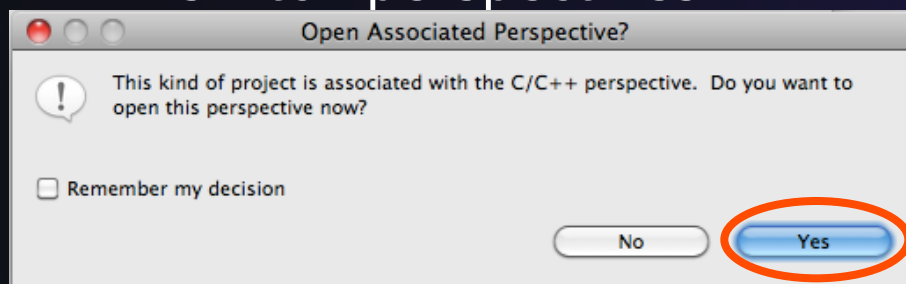 Open Associated Perspective?
This kind of project is associated with the C/C++ perspective. Do you want to
open this perspective now?
Remember my decision
No
Yes